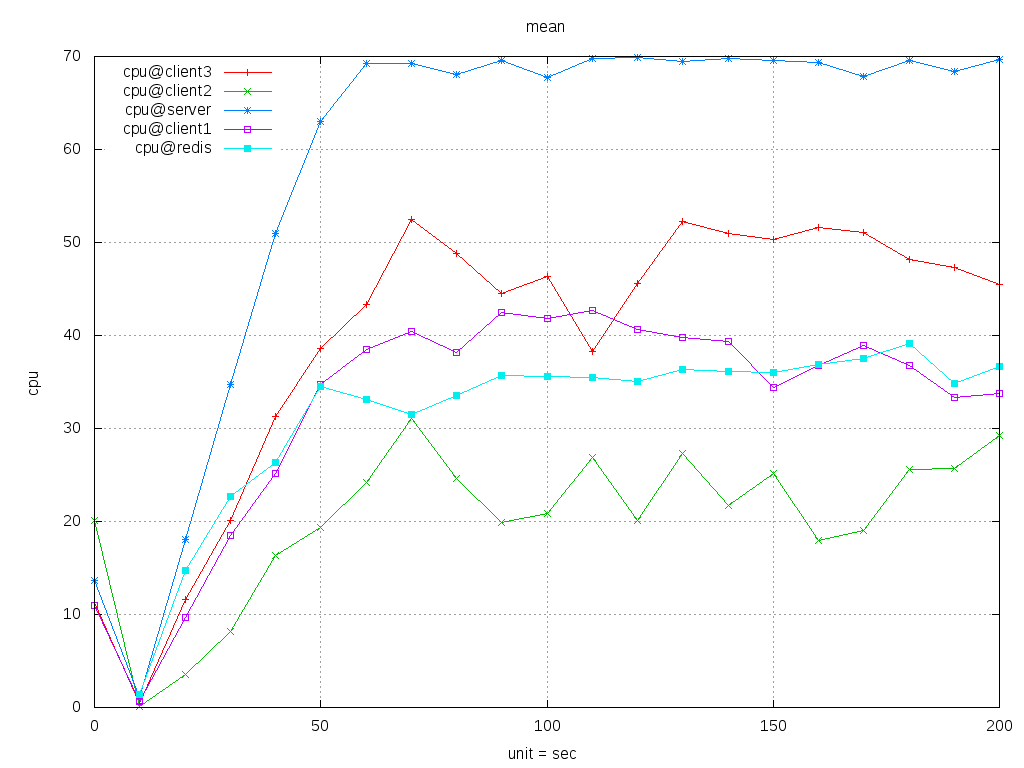 mean
cpu@client3
cpu@client2
cpu@server
cpu@client1
cpu@redis
70
60
50
40
30
20
10
0
cpu
0 50 100 150 200
unit = sec